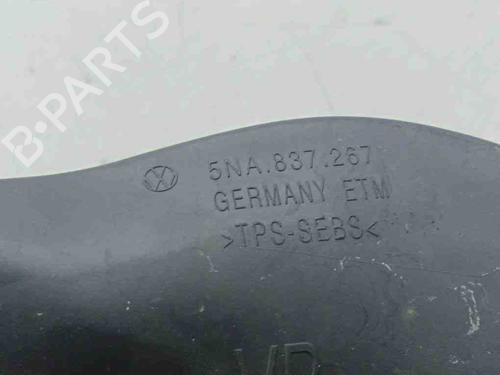 B-PARTS
5NA.837.267
GERMANY ETM
>TPS-SEBS<